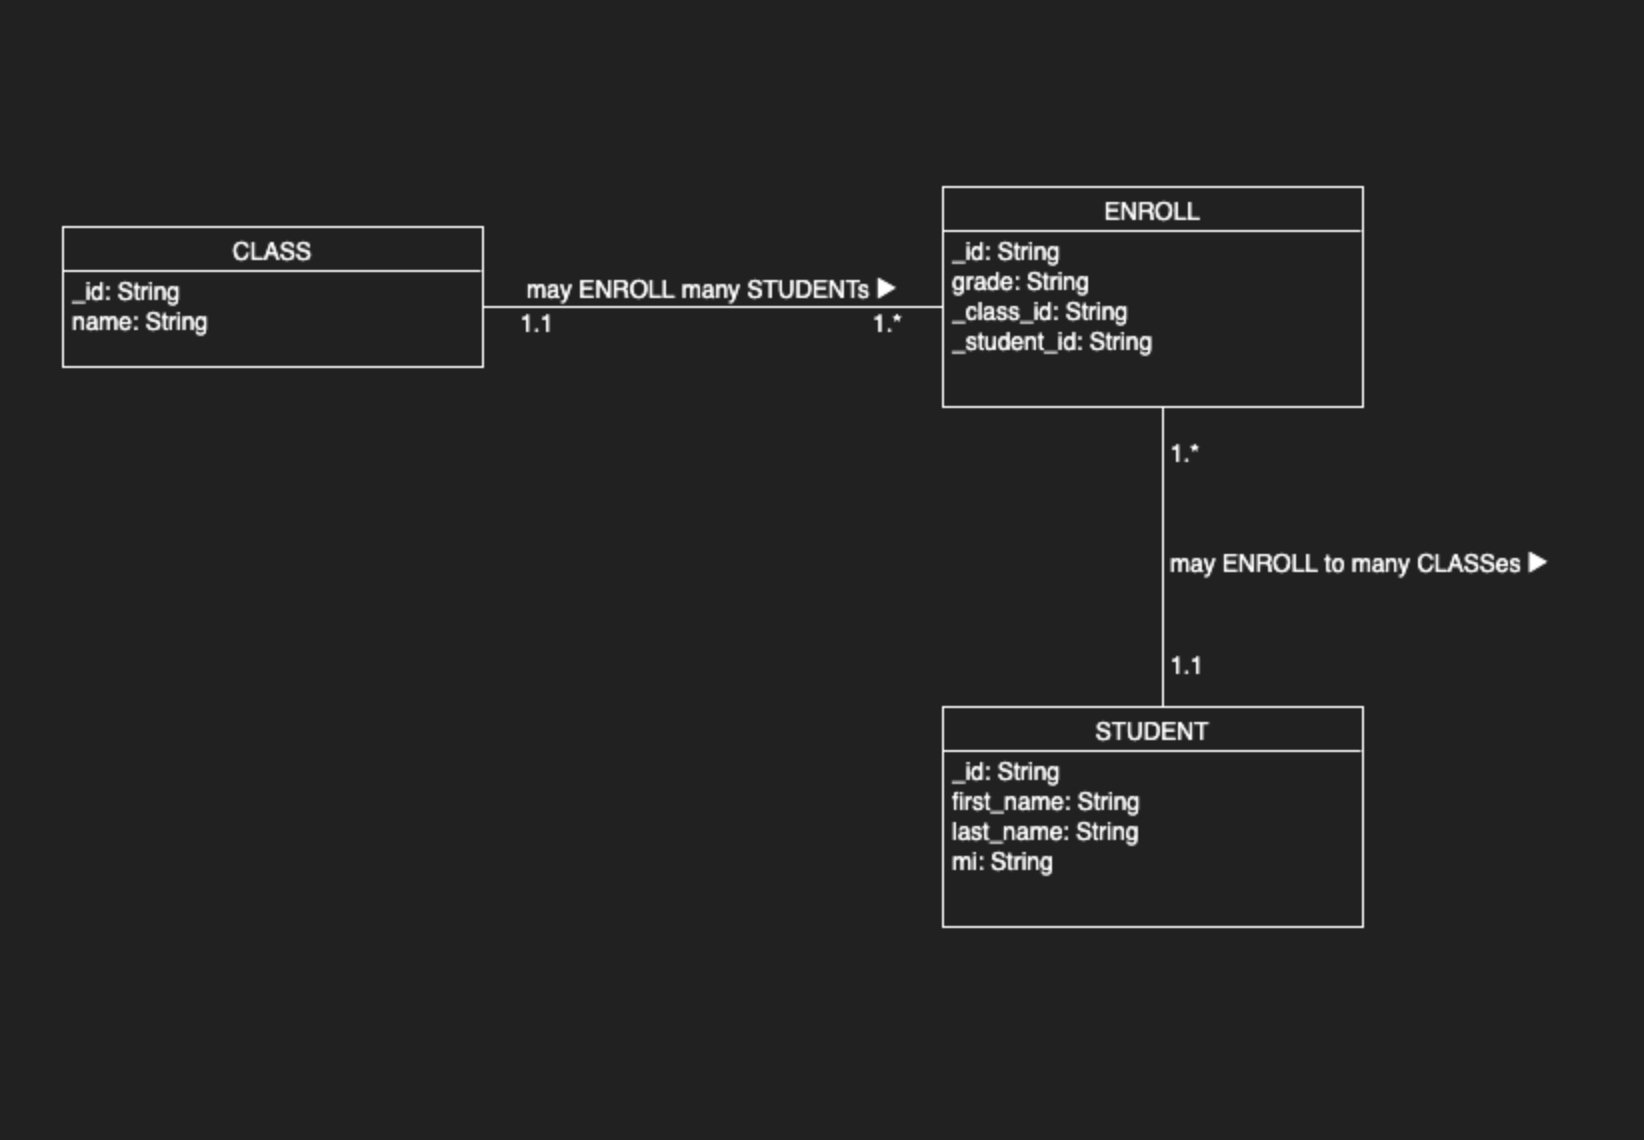 CLASS
_id: String
name: String
may ENROLL many STUDENTs ▶
1.1
1.*
ENROLL
_id: String
grade: String
_class_id: String
_student_id: String
1.*
may ENROLL to many CLASSes ▶
1.1
STUDENT
_id: String
first_name: String
last_name: String
mi: String